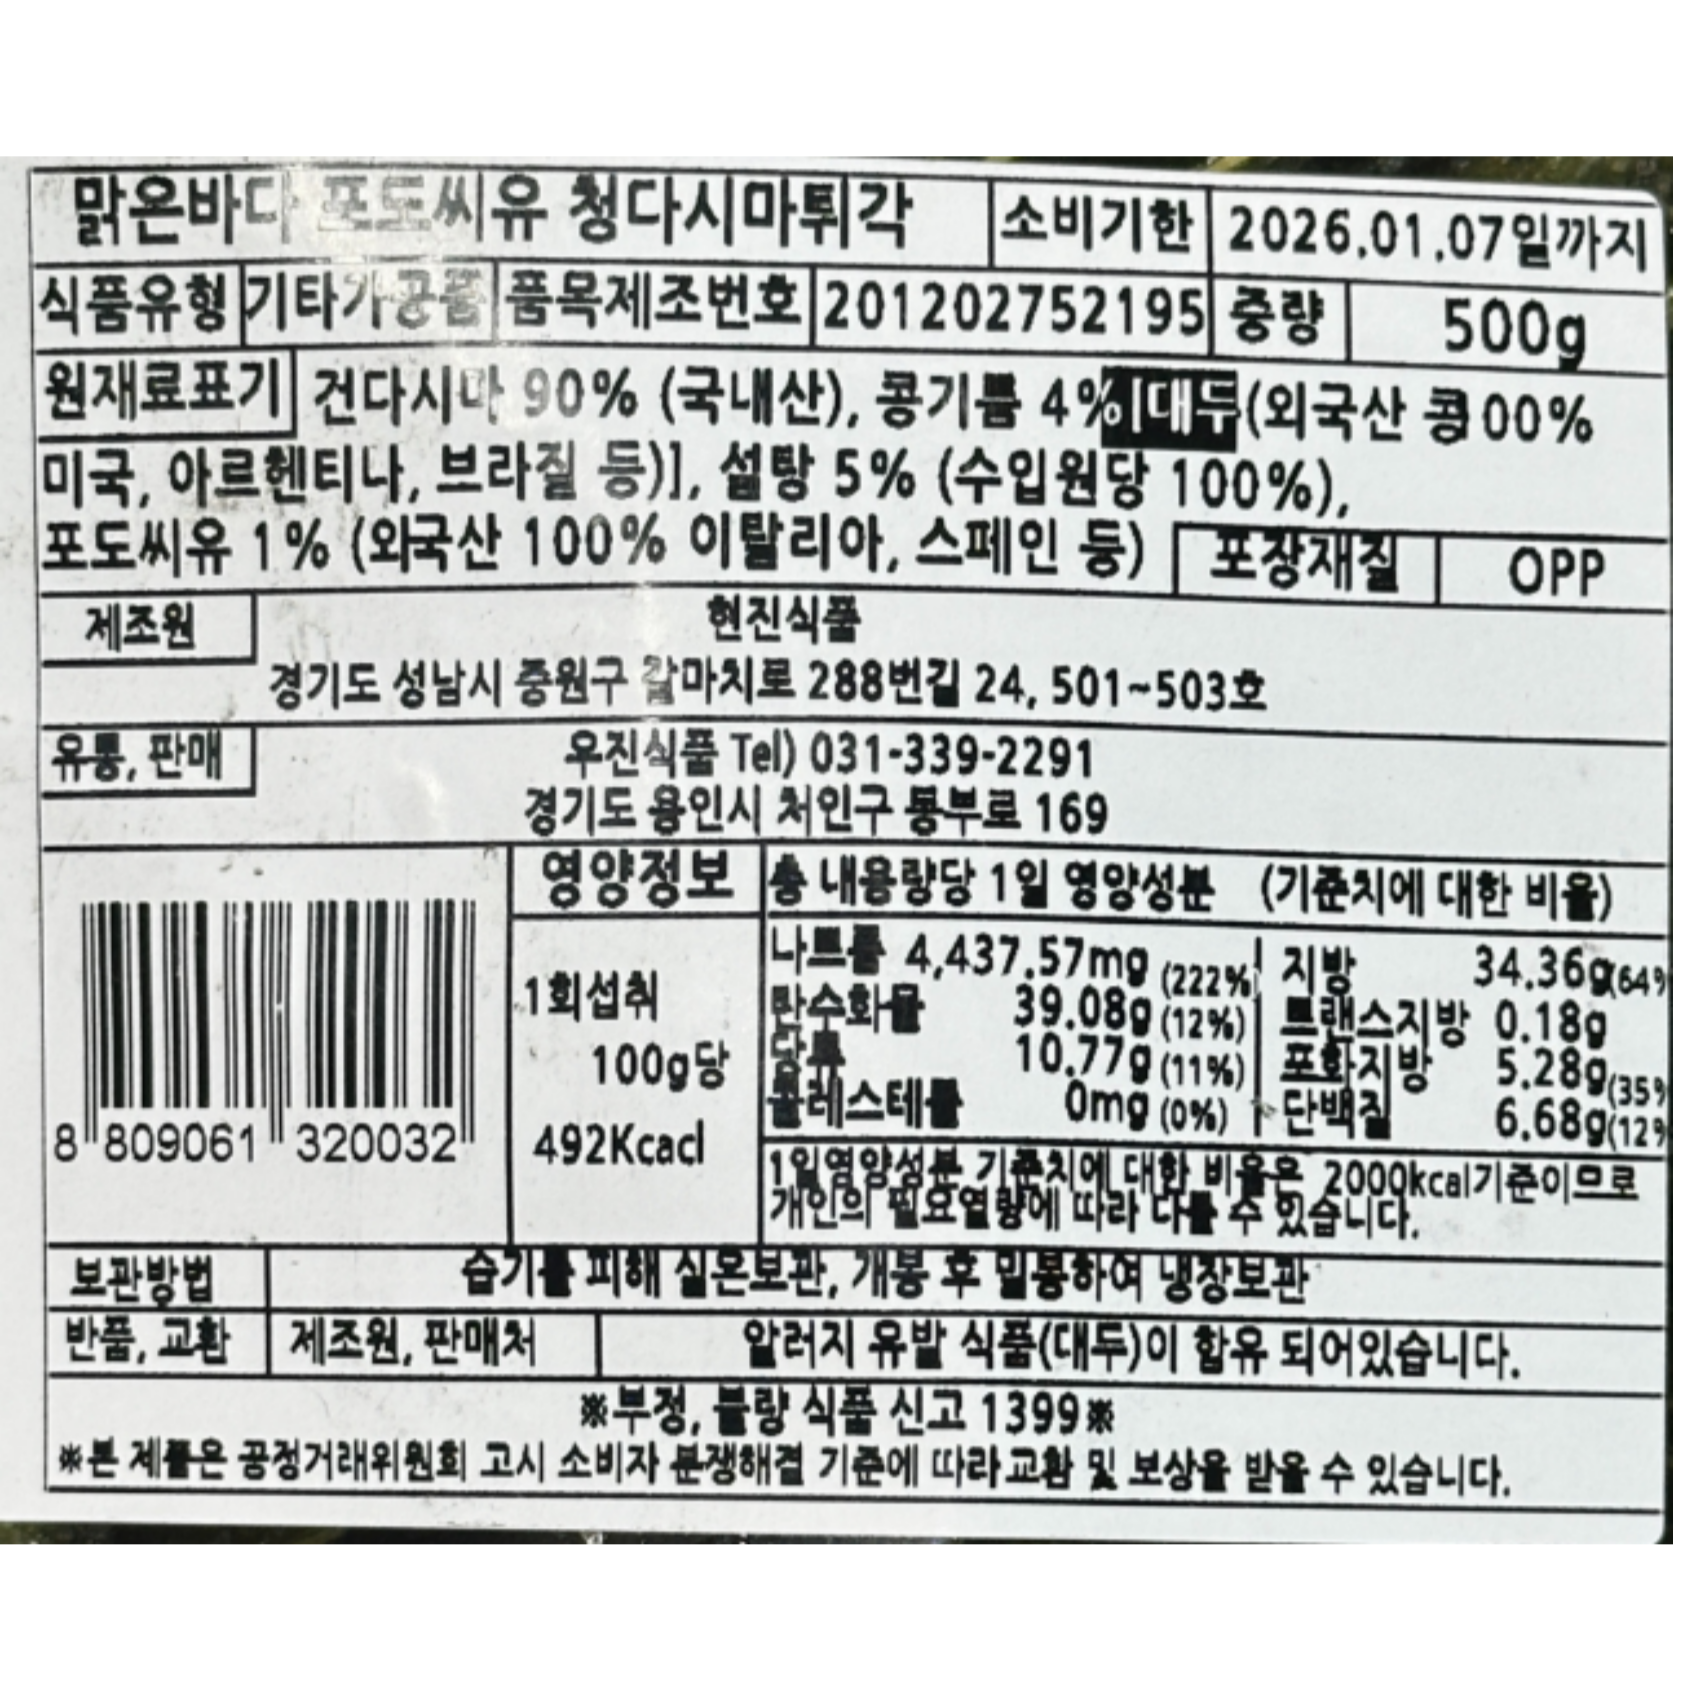 맑은바다 포도씨유 청다시마튀각 소비기한 2026.01.07일까지
식품유형 기타가공품 품목제조번호 201202752195 중량 500g
원재료표기 건다시마 90% (국내산), 콩기름 4%[대두(외국산 콩00%
미국, 아르헨티나, 브라질 등)], 설탕 5% (수입원당 100%),
포도씨유 1% (외국산 100% 이탈리아, 스페인 등) 포장재질 OPP
제조원 현진식품
경기도 성남시 중원구 갈마치로 288번길 24, 501~503호
유통, 판매 우진식품 Tel) 031-339-2291
경기도 용인시 처인구 봉부로 169
영양정보 총 내용량당 1일 영양성분 (기준치에 대한 비율)
나트륨 4,437.57mg (222%) 지방 34.36g(64%
1회섭취 탄수화물 39.08g (12%) 트랜스지방 0.18g
100g당 당류 10.77g (11%) 포화지방 5.28g(35%
492Kcacl 콜레스테롤 0mg (0%) 단백질 6.68g(12%
1일영양성분 기준치에 대한 비율은 2000kcal기준이므로
개인의 필요열량에 따라 다를 수 있습니다.
8 809061 320032
보관방법 습기를 피해 실온보관, 개봉 후 밀봉하여 냉장보관
반품, 교환 제조원, 판매처 알러지 유발 식품(대두)이 함유 되어있습니다.
※부정, 불량 식품 신고 1399※
※본 제품은 공정거래위원회 고시 소비자 분쟁해결 기준에 따라 교환 및 보상을 받을 수 있습니다.